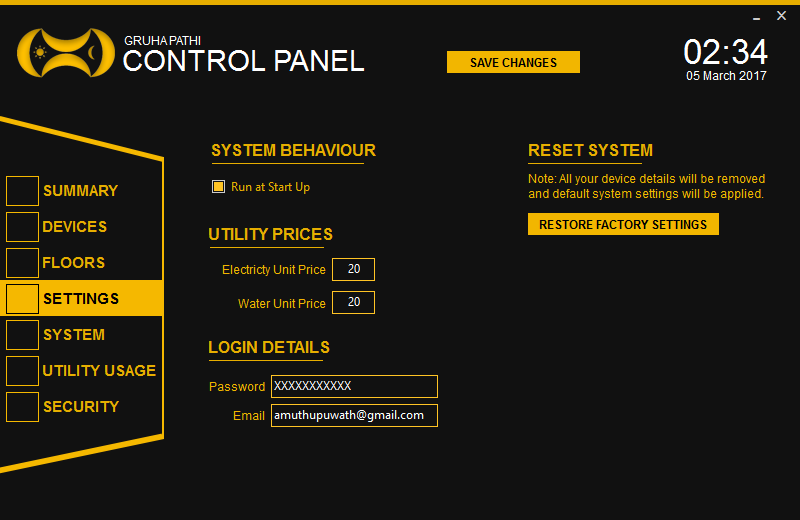 GRUHA PATHI
CONTROL PANEL
SAVE CHANGES
02:34
05 March 2017
SUMMARY
DEVICES
FLOORS
SETTINGS
SYSTEM
UTILITY USAGE
SECURITY
SYSTEM BEHAVIOUR
Run at Start Up
UTILITY PRICES
Electricty Unit Price 20
Water Unit Price 20
LOGIN DETAILS
Password XXXXXXXXXXX
Email amuthupuwath@gmail.com
RESET SYSTEM
Note: All your device details will be removed
and default system settings will be applied.
RESTORE FACTORY SETTINGS